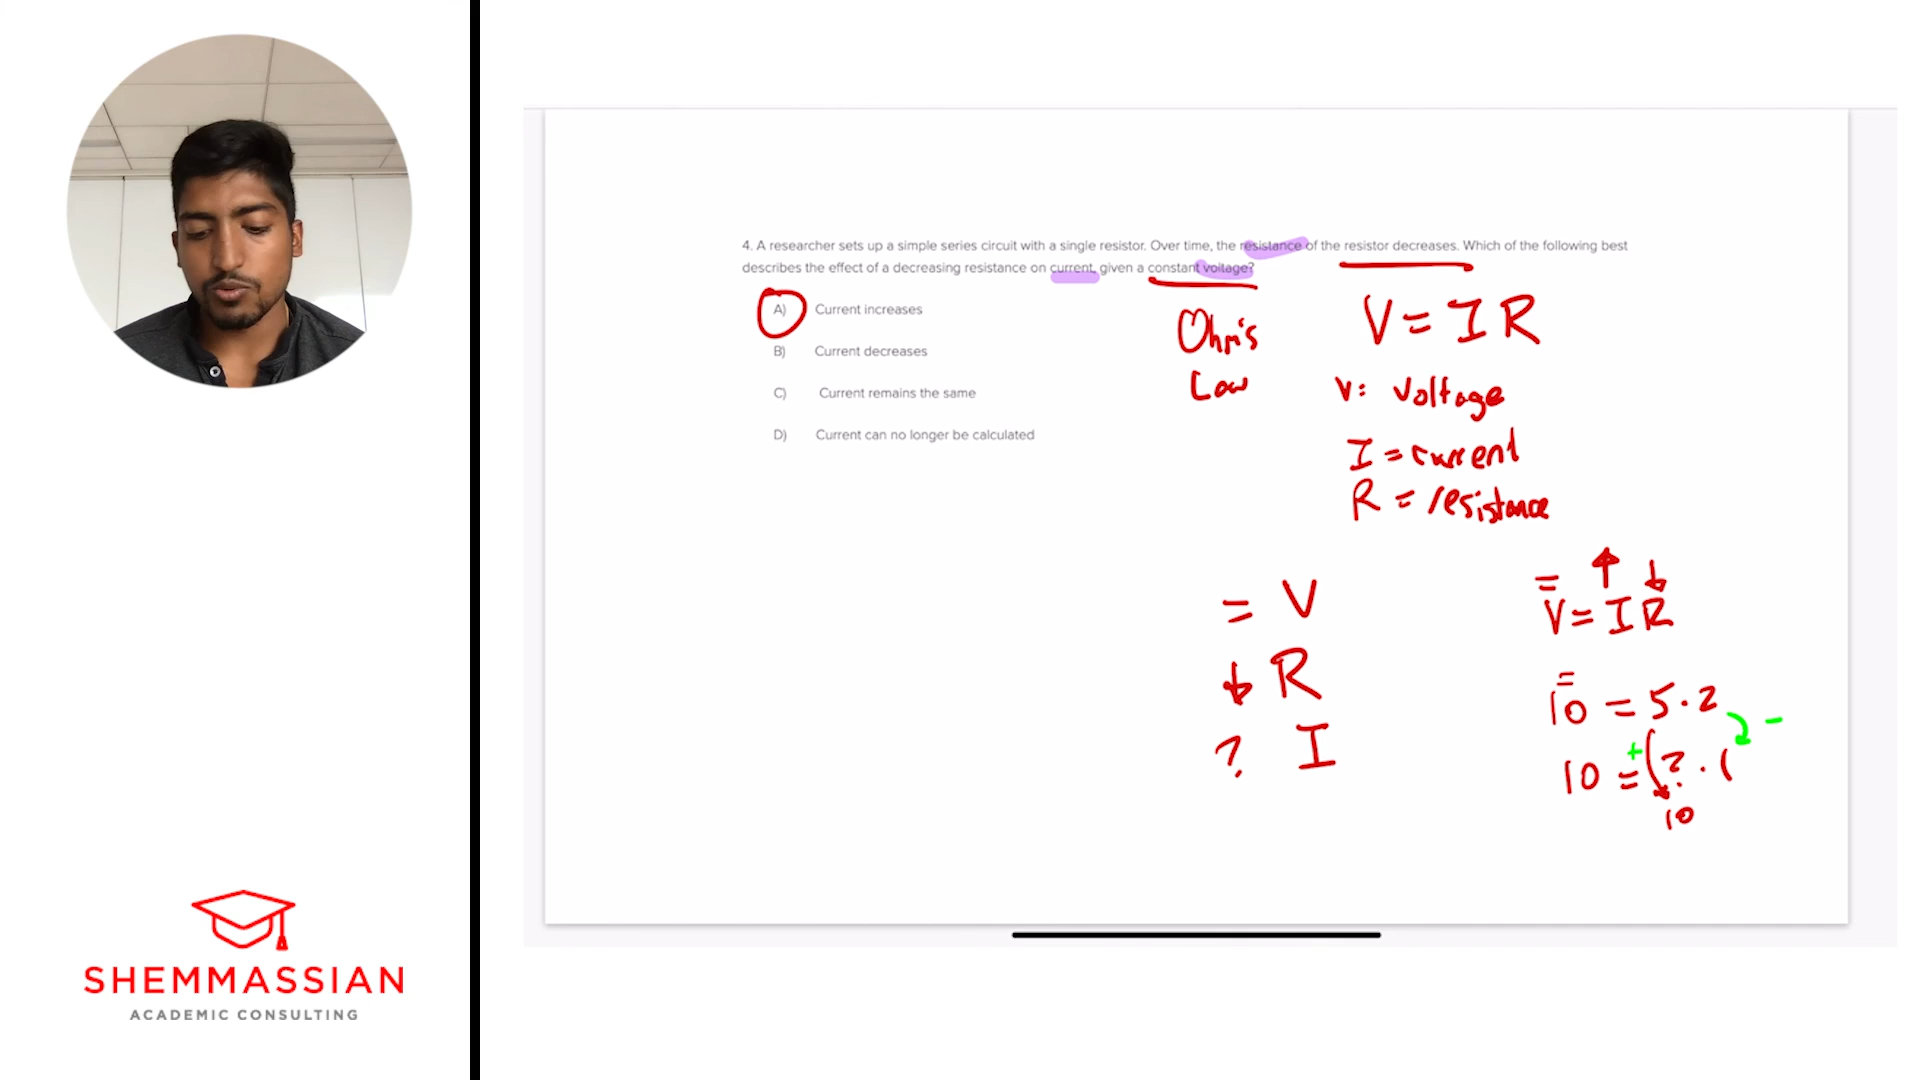 4. A researcher sets up a simple series circuit with a single resistor. Over time, the resistance of the resistor decreases. Which of the following best
describes the effect of a decreasing resistance on current, given a constant voltage?
A) Current increases
B) Current decreases
C) Current remains the same
D) Current can no longer be calculated
Ohm's
Law
V = I R
V: Voltage
I = current
R = resistance
= V
↓ R
? I
= ↑ ↓
V = I R
=
10 = 5 · 2
-
+
10 = ? · 1
10
SHEMMASSIAN
ACADEMIC CONSULTING